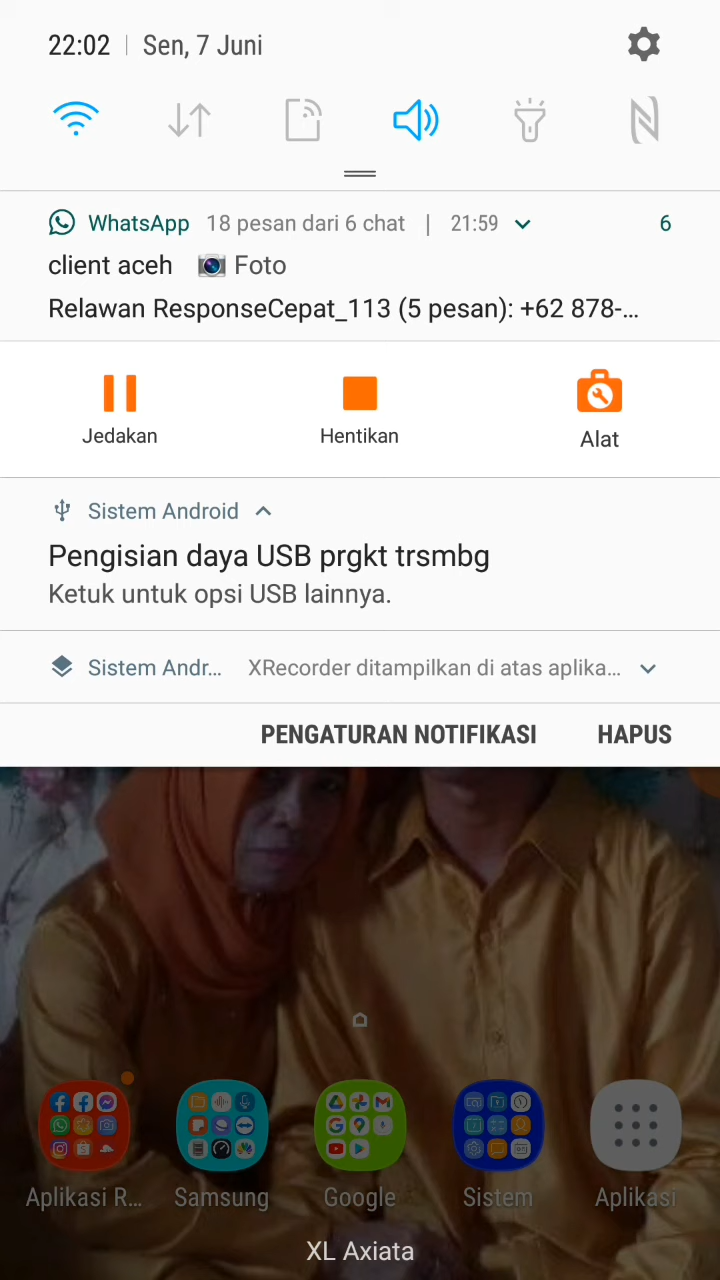 22:02 | Sen, 7 Juni
WhatsApp 18 pesan dari 6 chat | 21:59 6
client aceh 📷 Foto
Relawan ResponseCepat_113 (5 pesan): +62 878-...
Jedakan Hentikan Alat
Sistem Android
Pengisian daya USB prgkt trsmbg
Ketuk untuk opsi USB lainnya.
Sistem Andr... XRecorder ditampilkan di atas aplika...
PENGATURAN NOTIFIKASI HAPUS
Aplikasi R... Samsung Google Sistem Aplikasi
XL Axiata